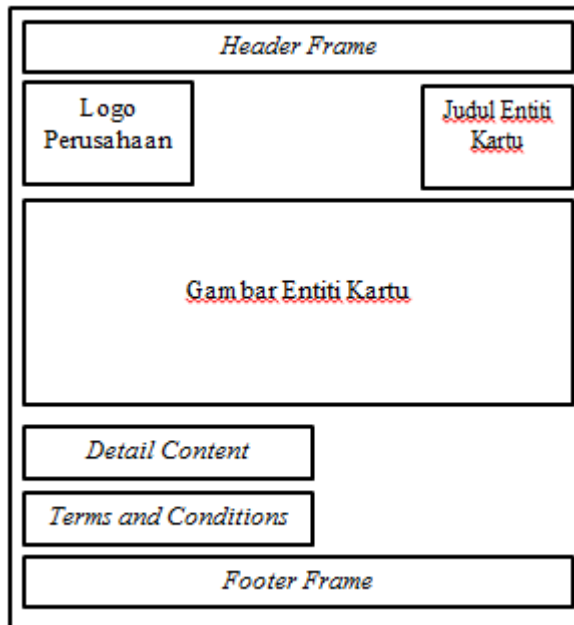 Header Frame
Logo
Perusahaan
Judul Entiti
Kartu
Gambar Entiti Kartu
Detail Content
Terms and Conditions
Footer Frame